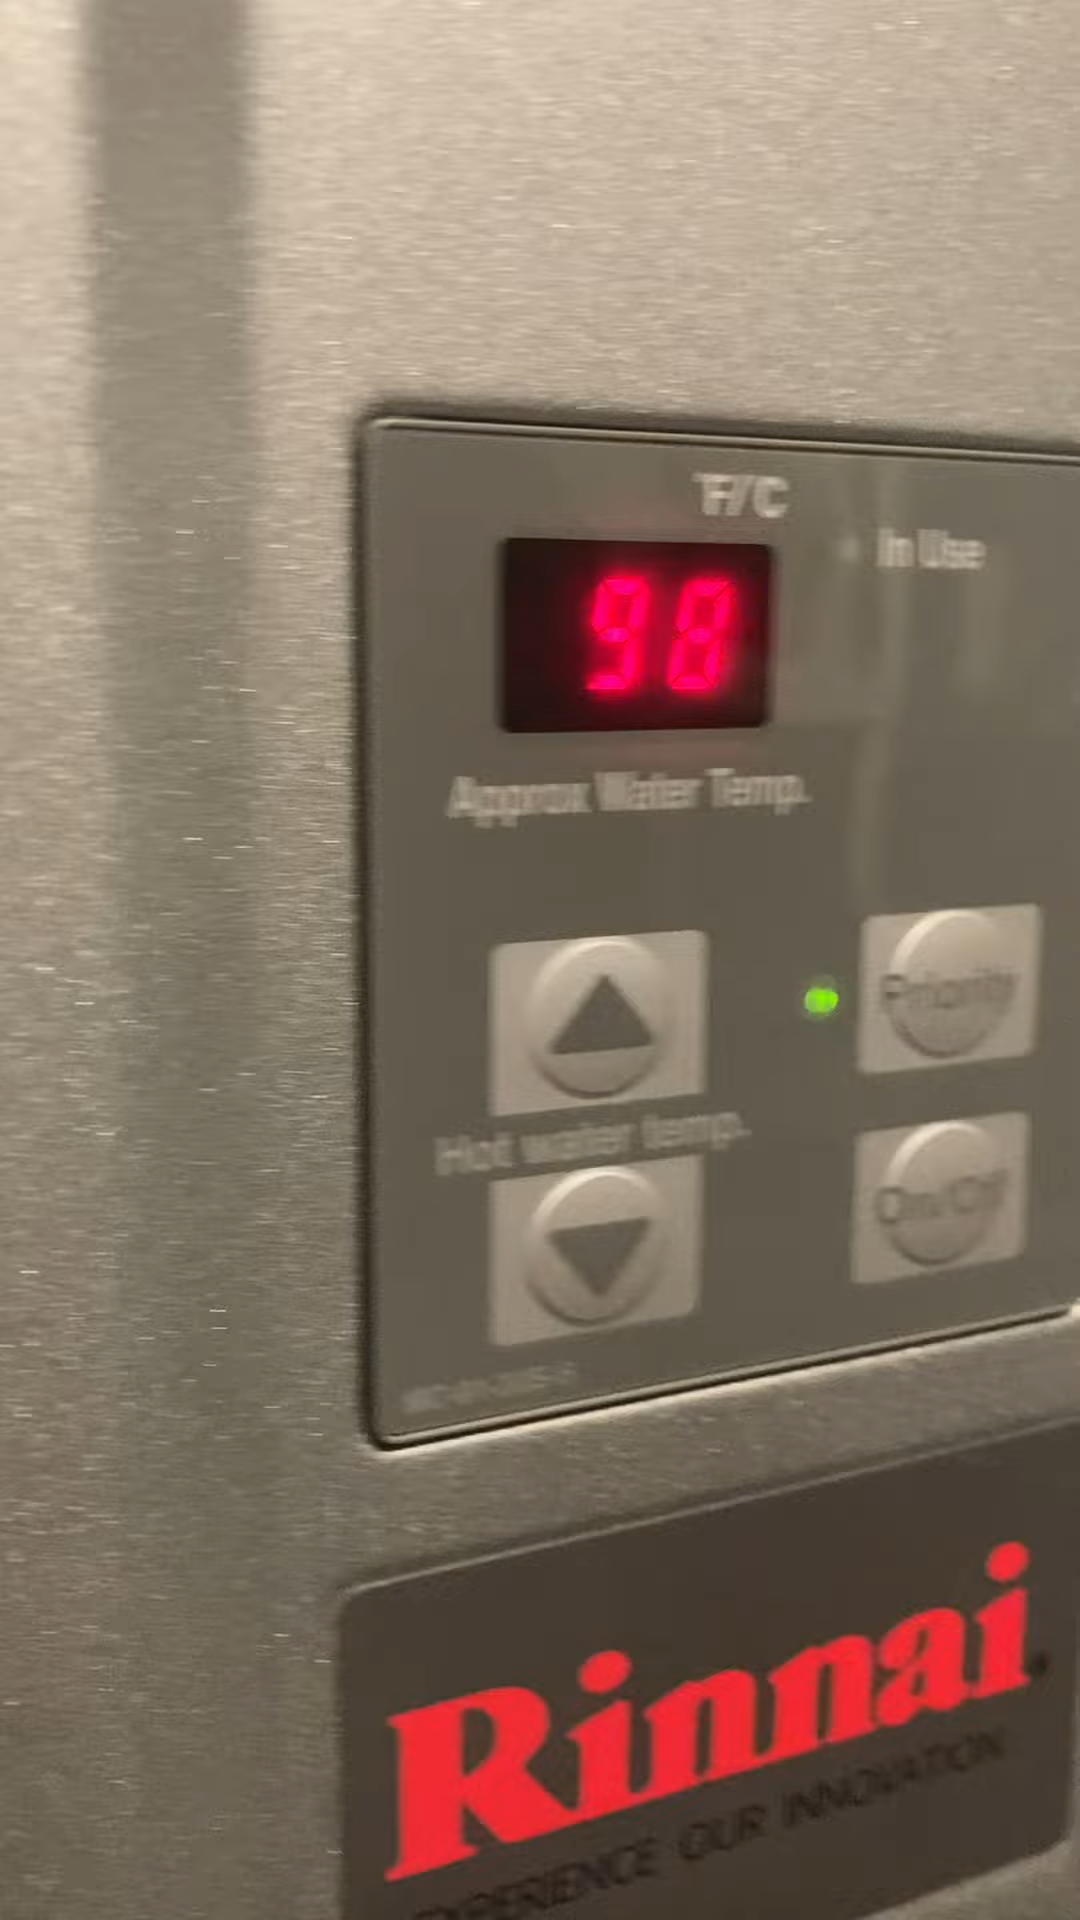 °F/°C
In Use
98
Approx Water Temp.
Priority
Hot water temp.
On/Off
Rinnai
EXPERIENCE OUR INNOVATION